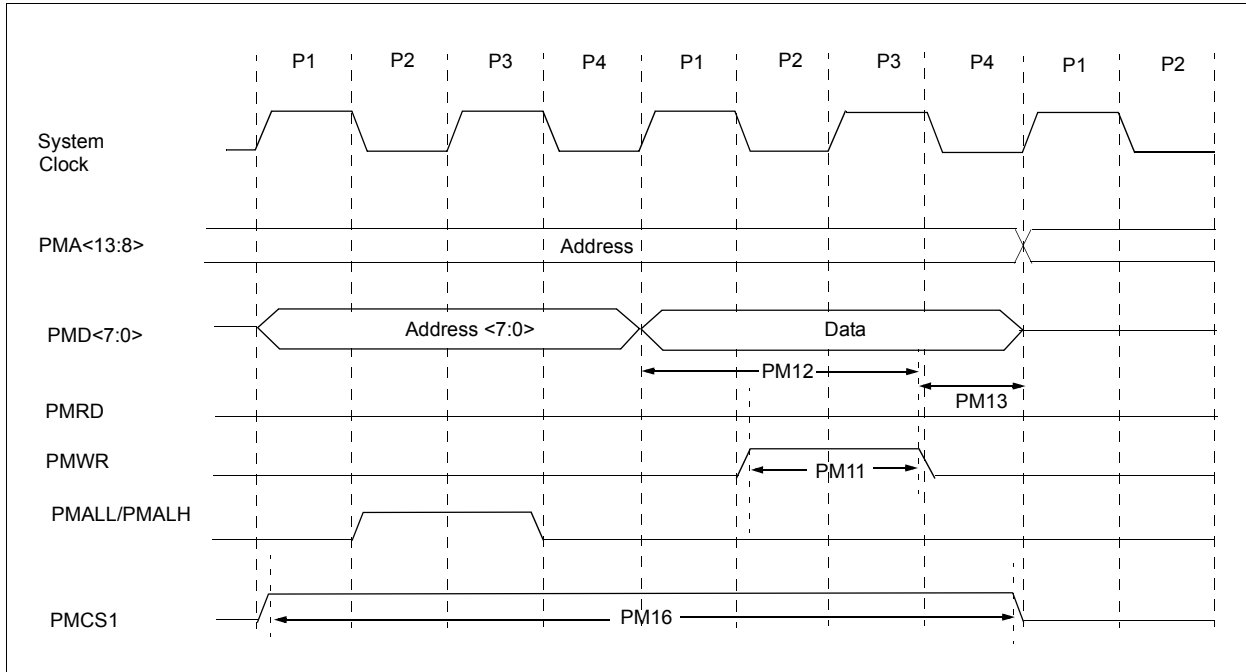 P1 P2 P3 P4 P1 P2 P3 P4 P1 P2
System
Clock
PMA<13:8>
Address
PMD<7:0>
Address <7:0>
Data
PM12
PM13
PMRD
PMWR
PM11
PMALL/PMALH
PMCS1
PM16